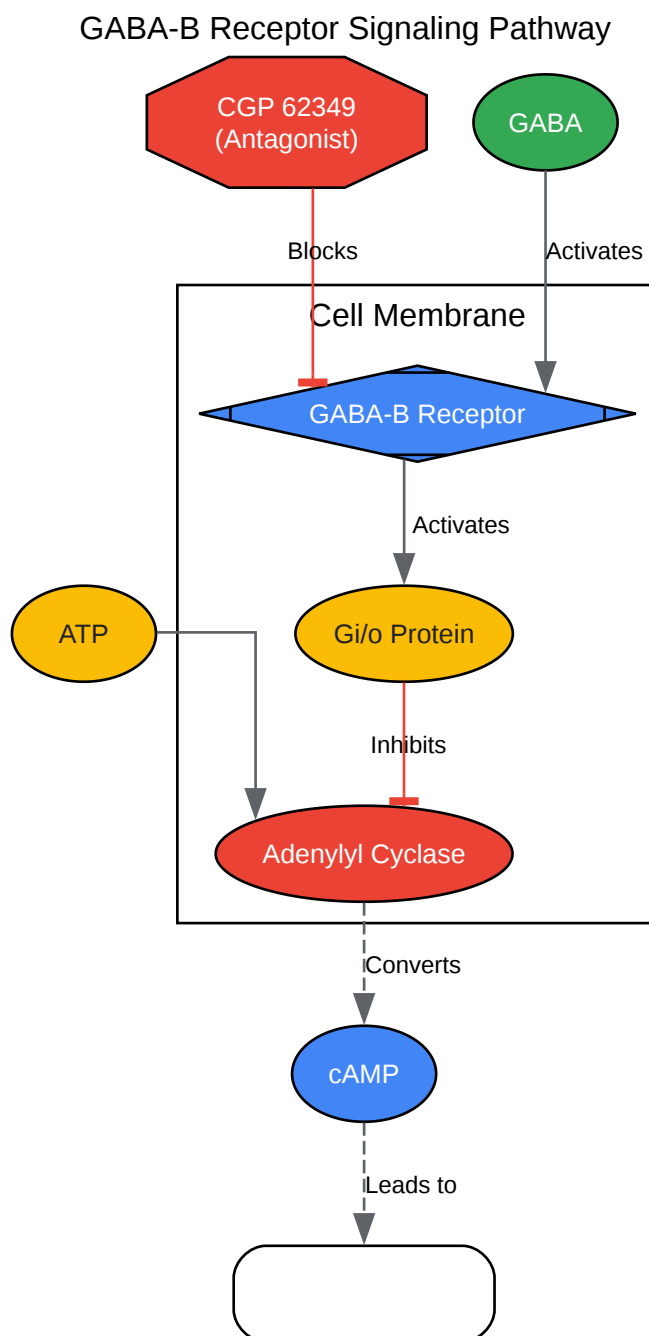 GABA-B Receptor Signaling Pathway
CGP 62349
(Antagonist)
GABA
Blocks
Activates
Cell Membrane
GABA-B Receptor
Activates
ATP
Gi/o Protein
Inhibits
Adenylyl Cyclase
Converts
cAMP
Leads to